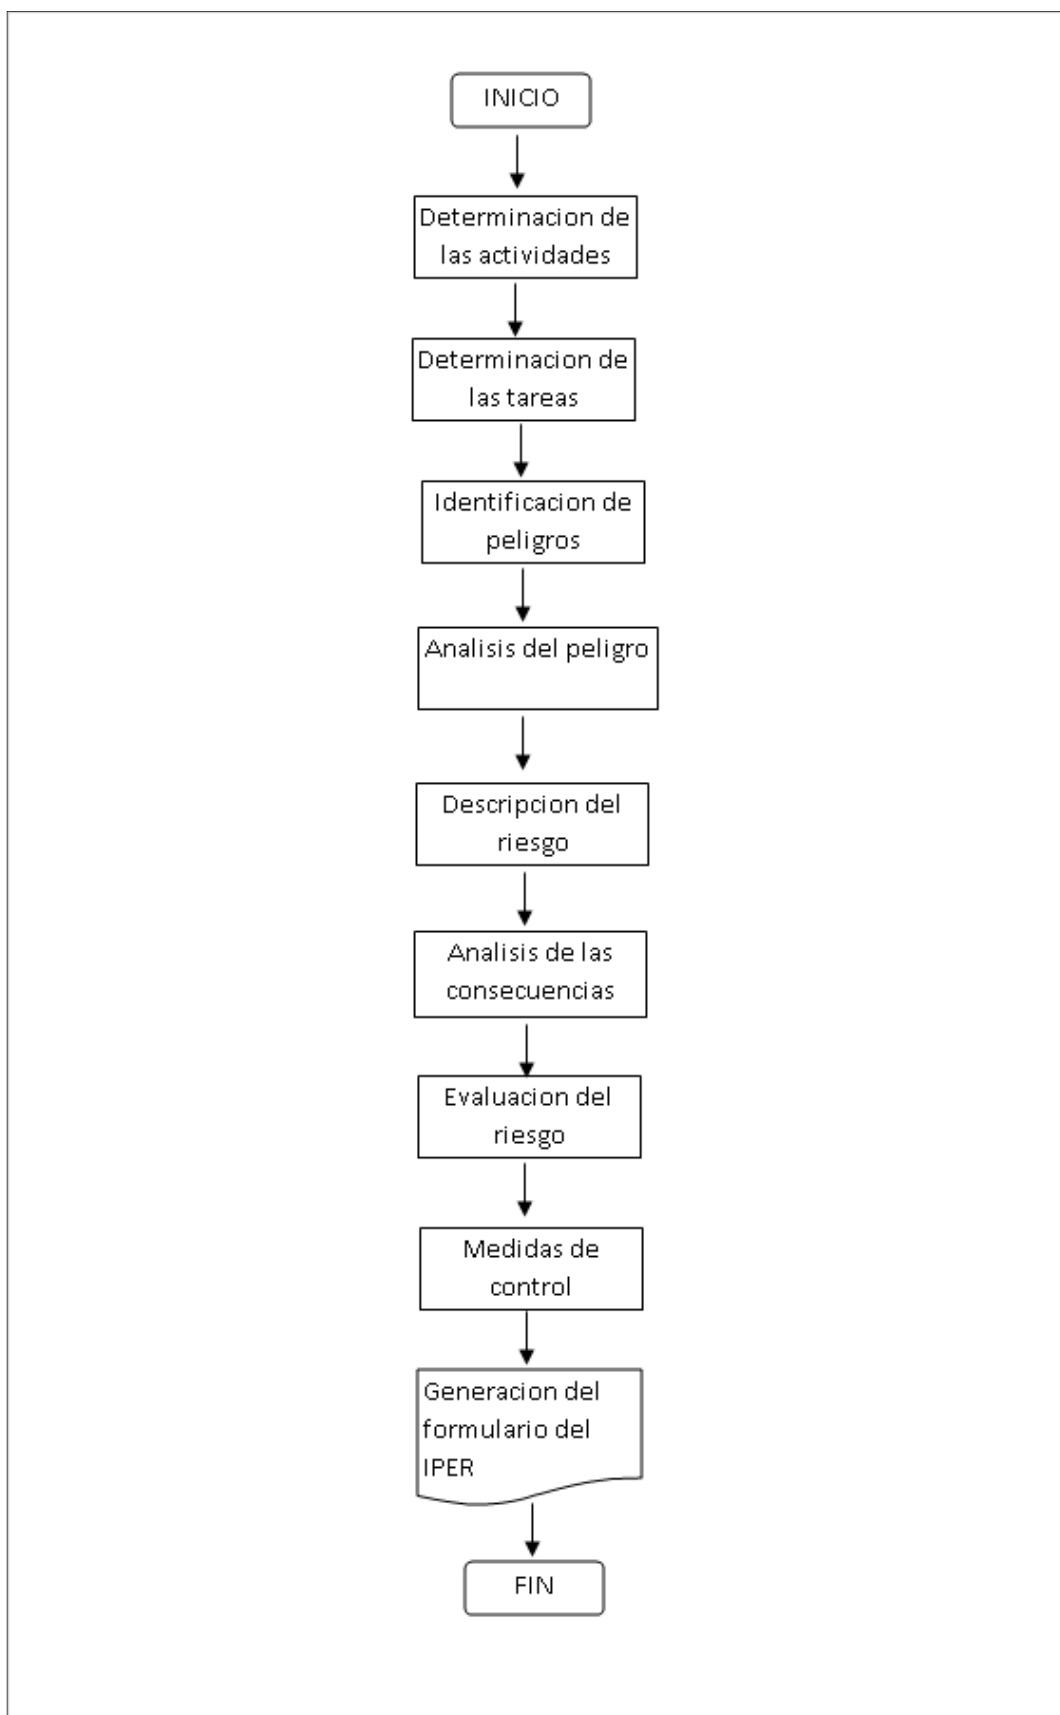 INICIO
Determinacion de
las actividades
Determinacion de
las tareas
Identificacion de
peligros
Analisis del peligro
Descripcion del
riesgo
Analisis de las
consecuencias
Evaluacion del
riesgo
Medidas de
control
Generacion del
formulario del
IPER
FIN